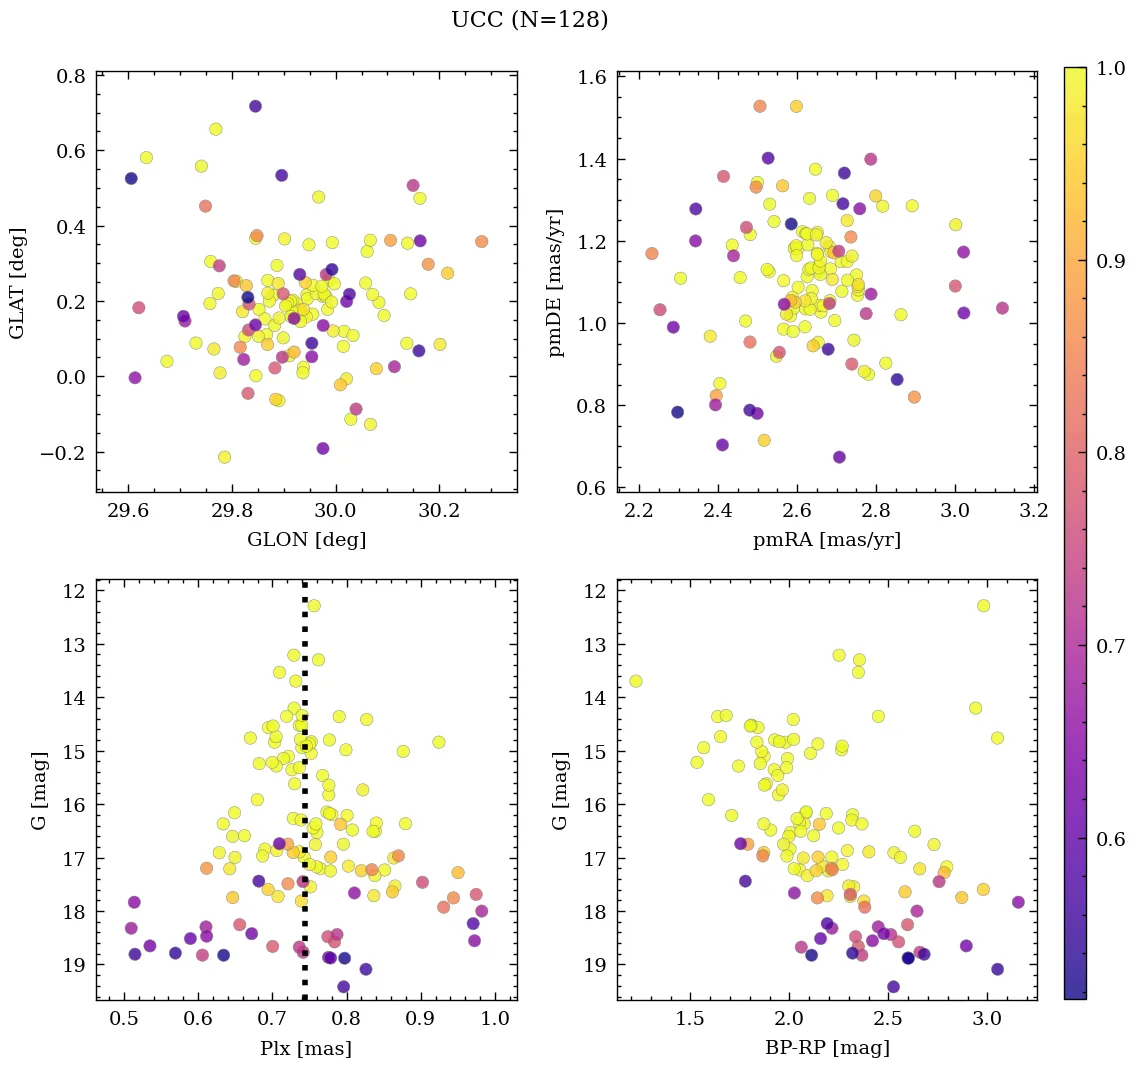 UCC (N=128)
0.8
0.6
0.4
0.2
0.0
−0.2
GLAT [deg]
29.6 29.8 30.0 30.2
GLON [deg]
1.6
1.4
1.2
1.0
0.8
0.6
pmDE [mas/yr]
2.2 2.4 2.6 2.8 3.0 3.2
pmRA [mas/yr]
12
13
14
15
16
17
18
19
G [mag]
0.5 0.6 0.7 0.8 0.9 1.0
Plx [mas]
12
13
14
15
16
17
18
19
G [mag]
1.5 2.0 2.5 3.0
BP-RP [mag]
1.0
0.9
0.8
0.7
0.6